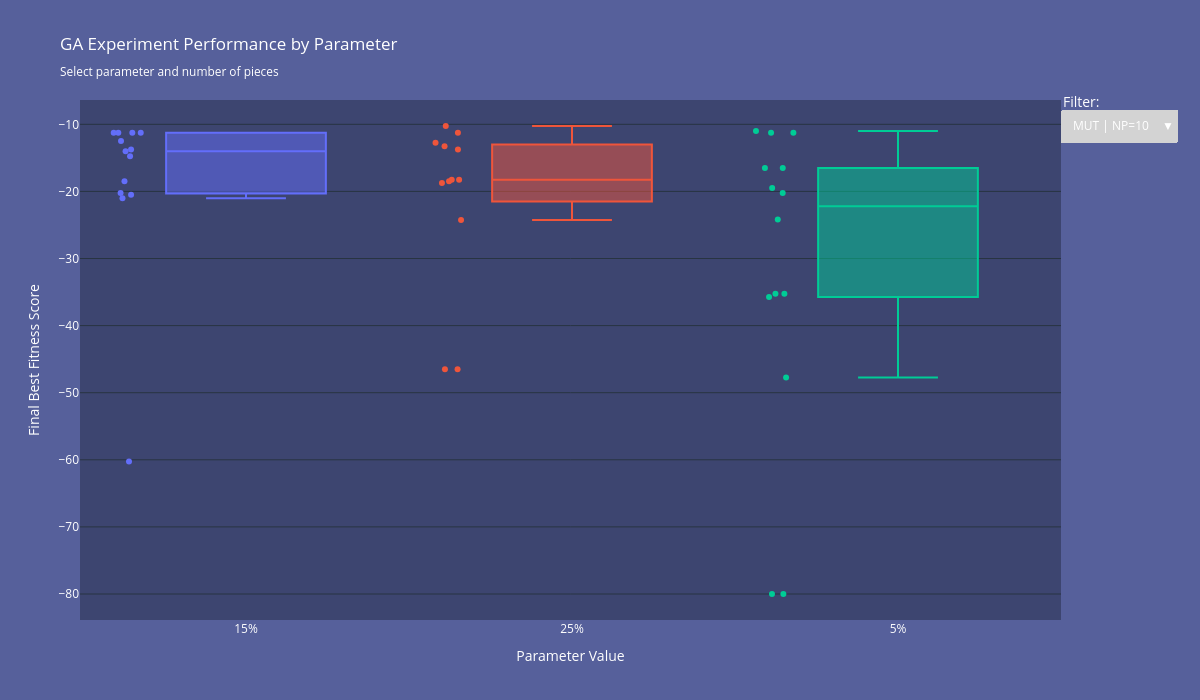 GA Experiment Performance by Parameter
Select parameter and number of pieces
Filter:
MUT | NP=10 ▼
Final Best Fitness Score
−10
−20
−30
−40
−50
−60
−70
−80
15%
25%
5%
Parameter Value